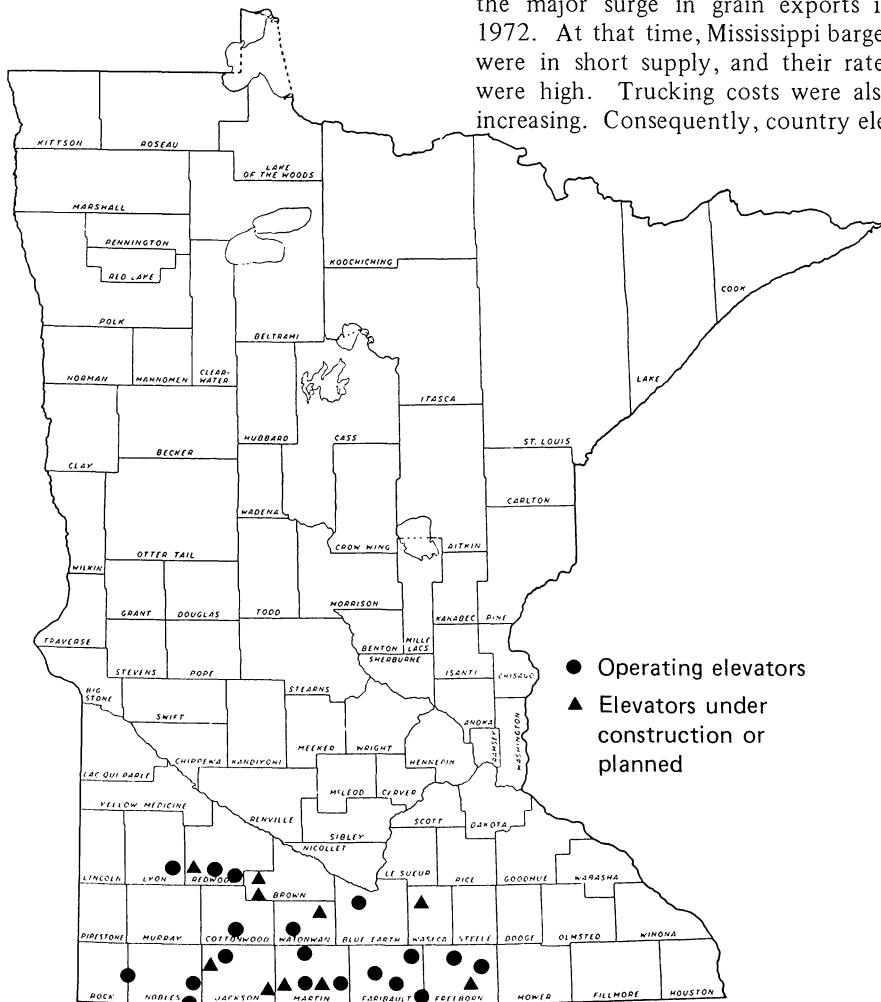 the major surge in grain exports i
1972. At that time, Mississippi barge
were in short supply, and their rate
were high. Trucking costs were als
increasing. Consequently, country ele
KITTSON
ROSEAU
LAKE
OF THE WOODS
MARSHALL
PENNINGTON
RED LAKE
KOOCHICHING
COOK
POLK
BELTRAMI
NORMAN
MAHNOMEN
CLEAR-
WATER
LAKE
ITASCA
HUBBARD
CASS
ST. LOUIS
CLAY
BECKER
CARLTON
WADENA
CROW WING
AITKIN
WILKIN
OTTER TAIL
GRANT
DOUGLAS
TODD
MORRISON
KANABEC
PINE
TRAVERSE
BENTON
MILLE
LACS
SHERBURNE
STEVENS
POPE
ISANTI
CHISAGO
BIG
STONE
STEARNS
SWIFT
ANOKA
RAMSEY
WASHINGTON
MEEKER
WRIGHT
HENNEPIN
CHIPPEWA
KANDIYOHI
LAC QUI PARLE
MCLEOD
CARVER
YELLOW MEDICINE
RENVILLE
SCOTT
DAKOTA
SIBLEY
NICOLLET
LINCOLN
LYON
REDWOOD
LE SUEUR
RICE
GOODHUE
WABASHA
BROWN
PIPESTONE
MURRAY
COTTONWOOD
WATONWAN
BLUE EARTH
WASECA
STEELE
DODGE
OLMSTED
WINONA
ROCK
NOBLES
JACKSON
MARTIN
FARIBAULT
FREEBORN
MOWER
FILLMORE
HOUSTON
Operating elevators
Elevators under
construction or
planned